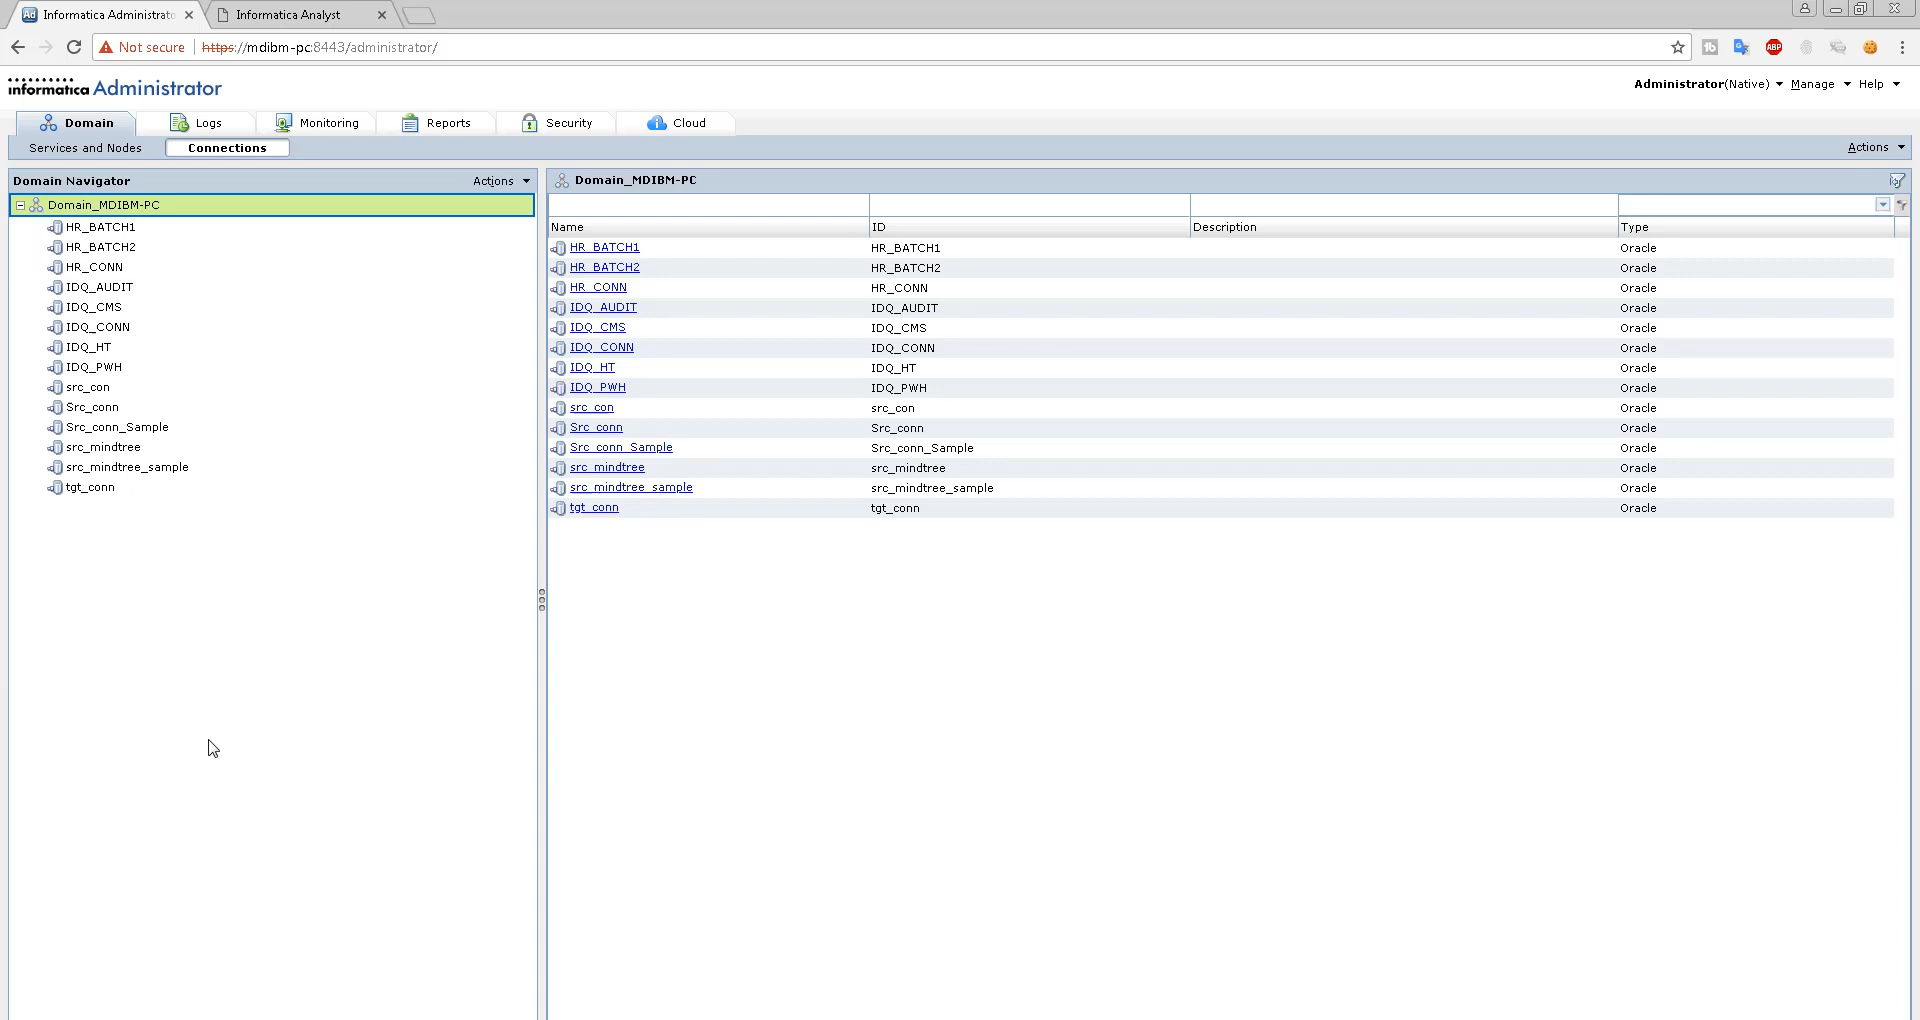 Informatica Administrato Informatica Analyst
Not secure https://mdibm-pc:8443/administrator/ ABP
informatica Administrator Administrator(Native) Manage Help
Domain Logs Monitoring Reports Security Cloud
Services and Nodes Connections Actions
Domain Navigator Actions Domain_MDIBM-PC
Domain_MDIBM-PC
HR_BATCH1
HR_BATCH2
HR_CONN
IDQ_AUDIT
IDQ_CMS
IDQ_CONN
IDQ_HT
IDQ_PWH
src_con
Src_conn
Src_conn_Sample
src_mindtree
src_mindtree_sample
tgt_conn
Name ID Description Type
HR_BATCH1 HR_BATCH1 Oracle
HR_BATCH2 HR_BATCH2 Oracle
HR_CONN HR_CONN Oracle
IDQ_AUDIT IDQ_AUDIT Oracle
IDQ_CMS IDQ_CMS Oracle
IDQ_CONN IDQ_CONN Oracle
IDQ_HT IDQ_HT Oracle
IDQ_PWH IDQ_PWH Oracle
src_con src_con Oracle
Src_conn Src_conn Oracle
Src_conn_Sample Src_conn_Sample Oracle
src_mindtree src_mindtree Oracle
src_mindtree_sample src_mindtree_sample Oracle
tgt_conn tgt_conn Oracle